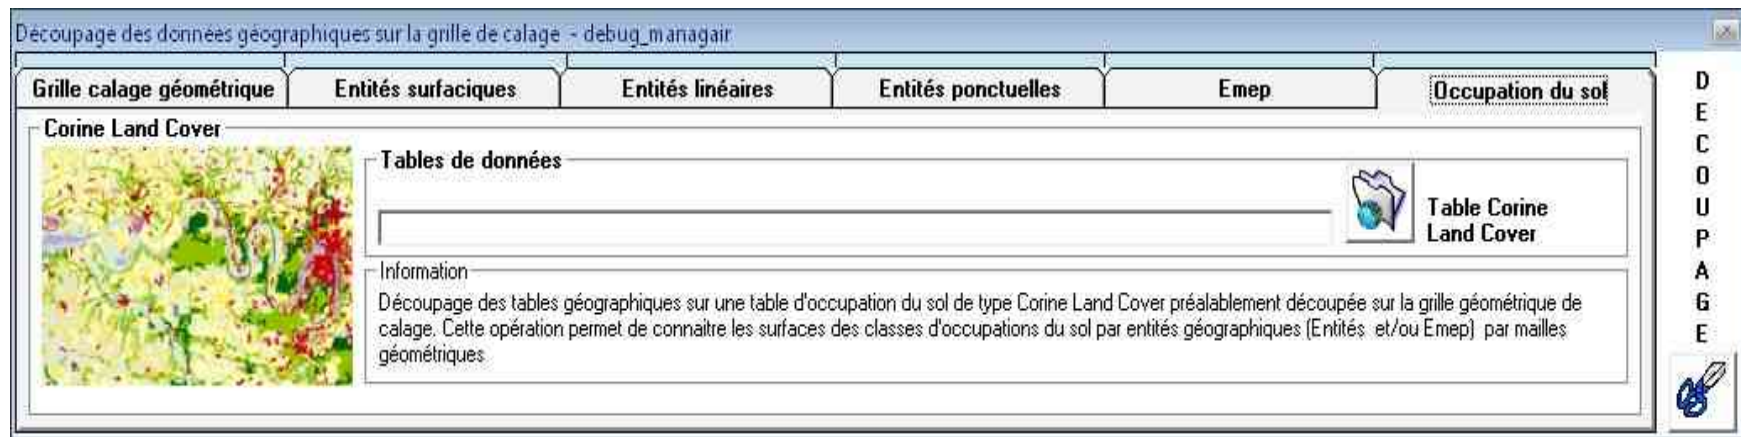 Découpage des données géographiques sur la grille de calage - debug_managair
Grille calage géométrique
Entités surfaciques
Entités linéaires
Entités ponctuelles
Emep
Occupation du sol
Corine Land Cover
Tables de données
Table Corine
Land Cover
Information
Découpage des tables géographiques sur une table d'occupation du sol de type Corine Land Cover préalablement découpée sur la grille géométrique de
calage. Cette opération permet de connaitre les surfaces des classes d'occupations du sol par entités géographiques (Entités et/ou Emep) par mailles
géométriques
D
E
C
O
U
P
A
G
E